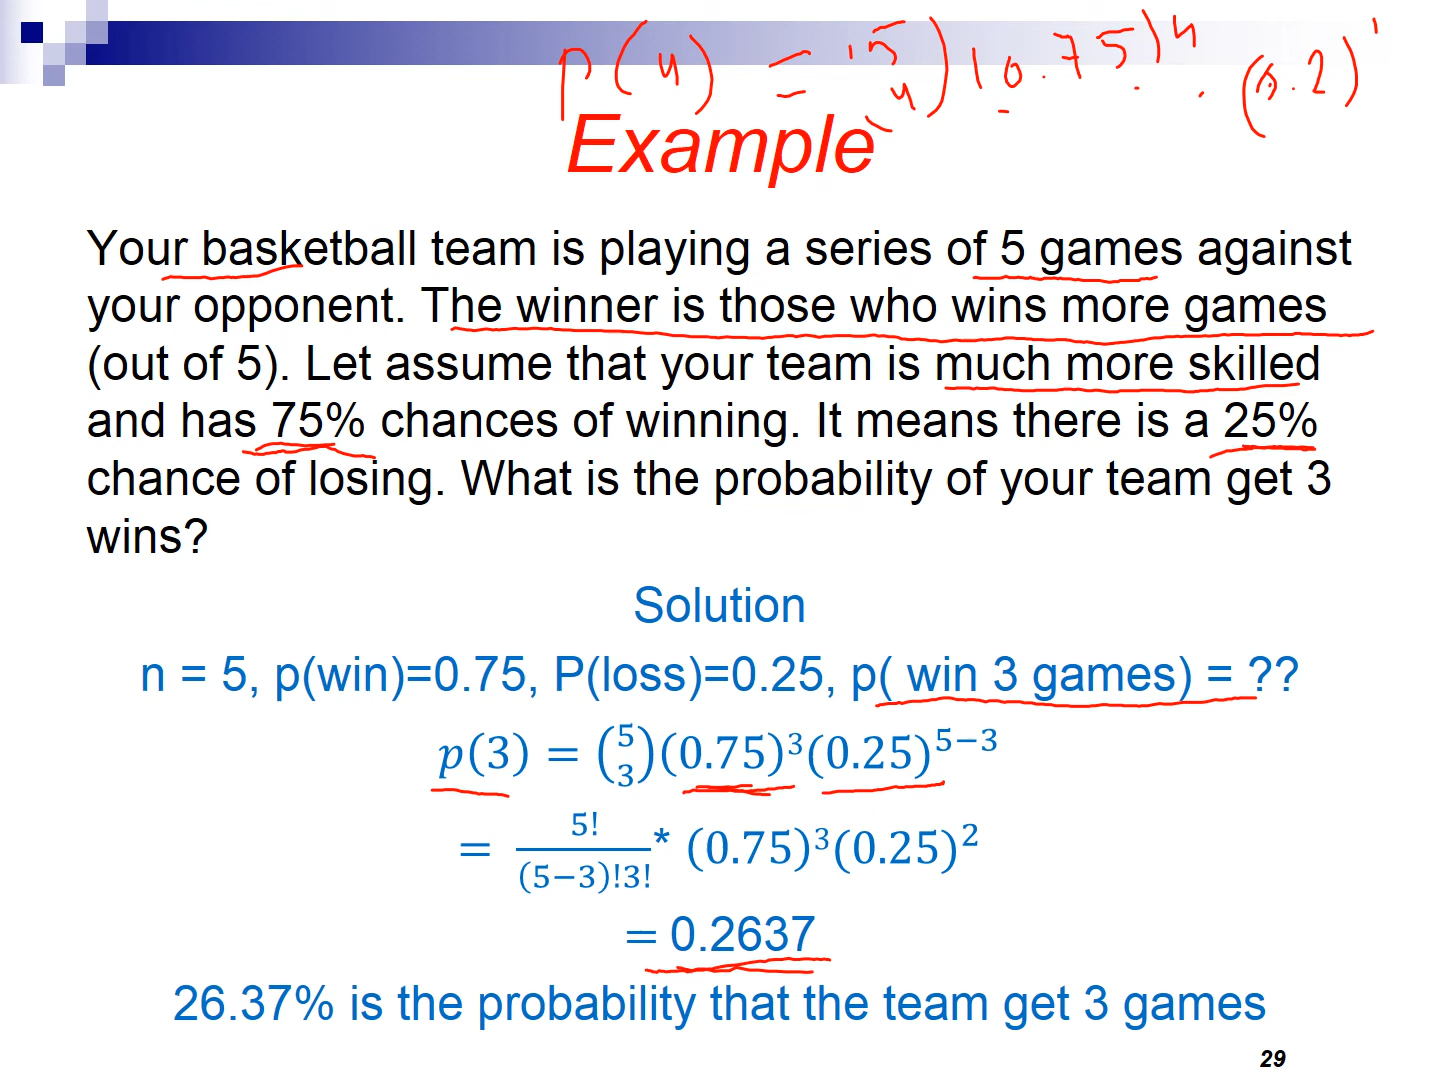 p(4) = (5 4)(0.75)4 . (0.2)1
Example
Your basketball team is playing a series of 5 games against
your opponent. The winner is those who wins more games
(out of 5). Let assume that your team is much more skilled
and has 75% chances of winning. It means there is a 25%
chance of losing. What is the probability of your team get 3
wins?
Solution
n = 5, p(win)=0.75, P(loss)=0.25, p( win 3 games) = ??
p(3) = (5 3)(0.75)³(0.25)⁵⁻³
= 5!/(5−3)!3! * (0.75)³(0.25)²
= 0.2637
26.37% is the probability that the team get 3 games
29